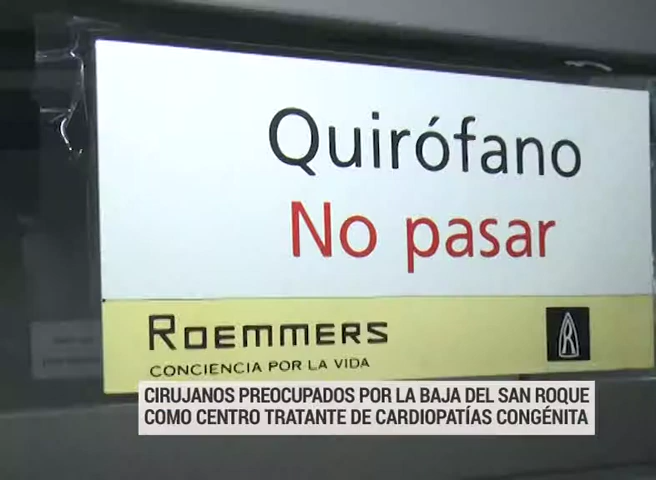 Quirófano
No pasar
ROEMMERS
CONCIENCIA POR LA VIDA
CIRUJANOS PREOCUPADOS POR LA BAJA DEL SAN ROQUE
COMO CENTRO TRATANTE DE CARDIOPATÍAS CONGÉNITA